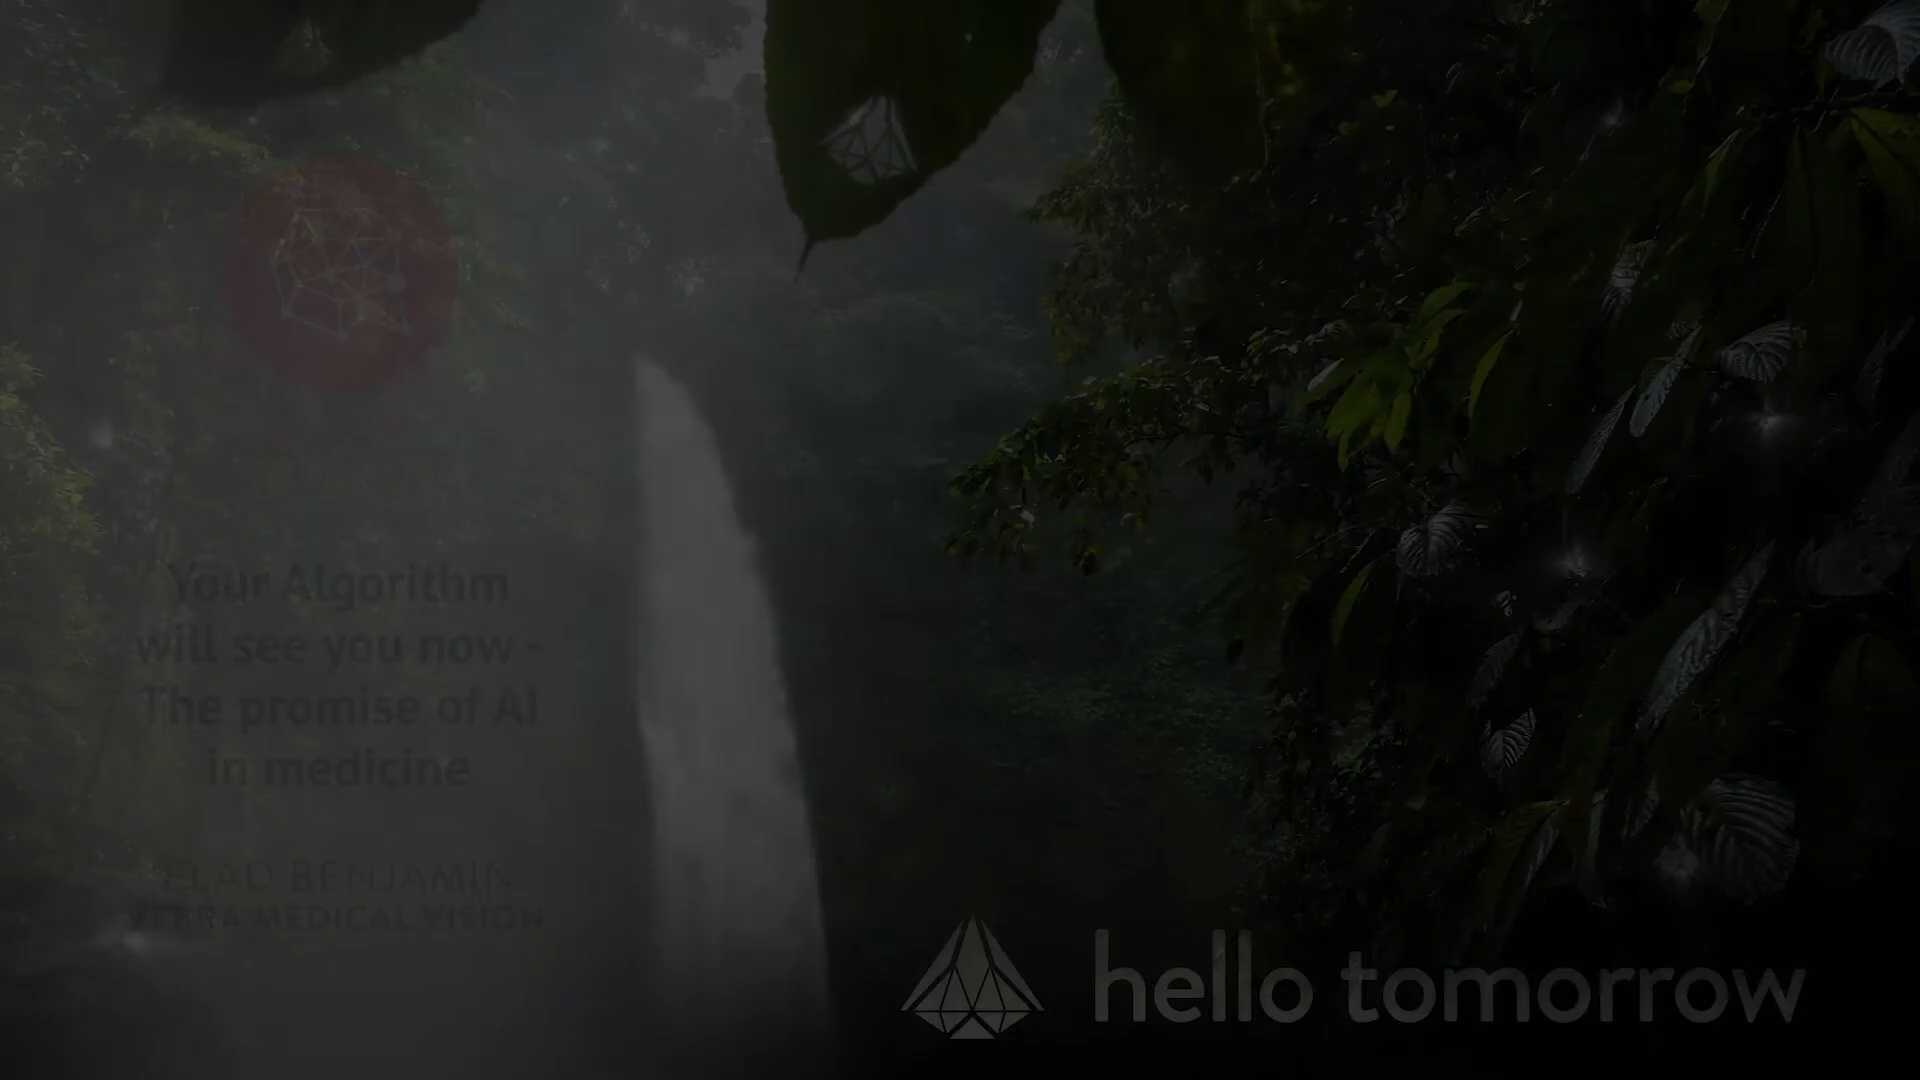 Your Algorithm
will see you now -
The promise of AI
in medicine
ELAD BENJAMIN
ZEBRA MEDICAL VISION
hello tomorrow